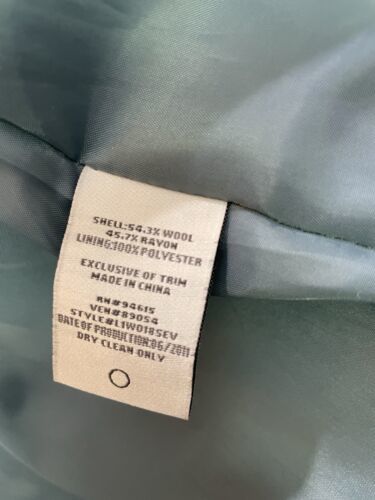 SHELL:54.3% WOOL
45.7% RAYON
LINING:100% POLYESTER
EXCLUSIVE OF TRIM
MADE IN CHINA
RN#94615
VEN#89054
STYLE#L1W0185EV
DATE OF PRODUCTION:06/2011
DRY CLEAN ONLY